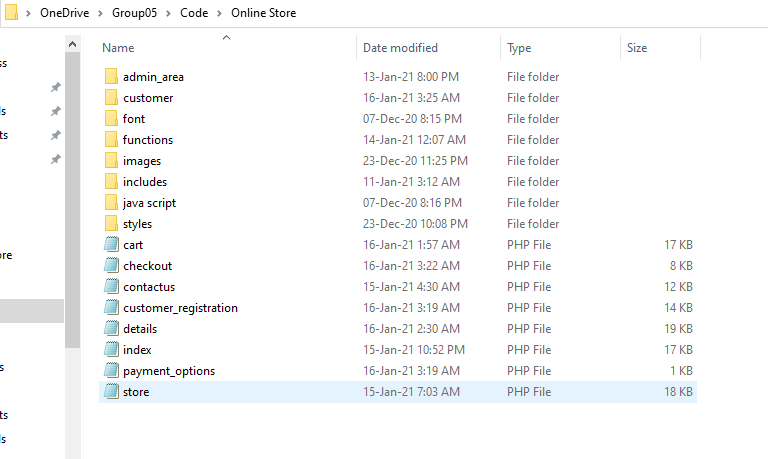 OneDrive > Group05 > Code > Online Store
Name Date modified Type Size
admin_area 13-Jan-21 8:00 PM File folder
customer 16-Jan-21 3:25 AM File folder
font 07-Dec-20 8:15 PM File folder
functions 14-Jan-21 12:07 AM File folder
images 23-Dec-20 11:25 PM File folder
includes 11-Jan-21 3:12 AM File folder
java script 07-Dec-20 8:16 PM File folder
styles 23-Dec-20 10:08 PM File folder
cart 16-Jan-21 1:57 AM PHP File 17 KB
checkout 16-Jan-21 3:22 AM PHP File 8 KB
contactus 15-Jan-21 4:30 AM PHP File 12 KB
customer_registration 16-Jan-21 3:19 AM PHP File 14 KB
details 16-Jan-21 2:30 AM PHP File 19 KB
index 15-Jan-21 10:52 PM PHP File 17 KB
payment_options 16-Jan-21 3:19 AM PHP File 1 KB
store 15-Jan-21 7:03 AM PHP File 18 KB